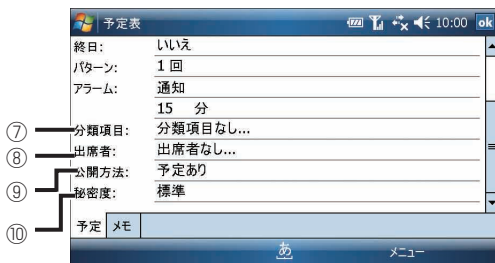 予定表 10:00 ok
終日: いいえ
パターン: 1 回
アラーム: 通知
15 分
⑦ 分類項目: 分類項目なし...
⑧ 出席者: 出席者なし...
⑨ 公開方法: 予定あり
⑩ 秘密度: 標準
予定 メモ
あ メニュー